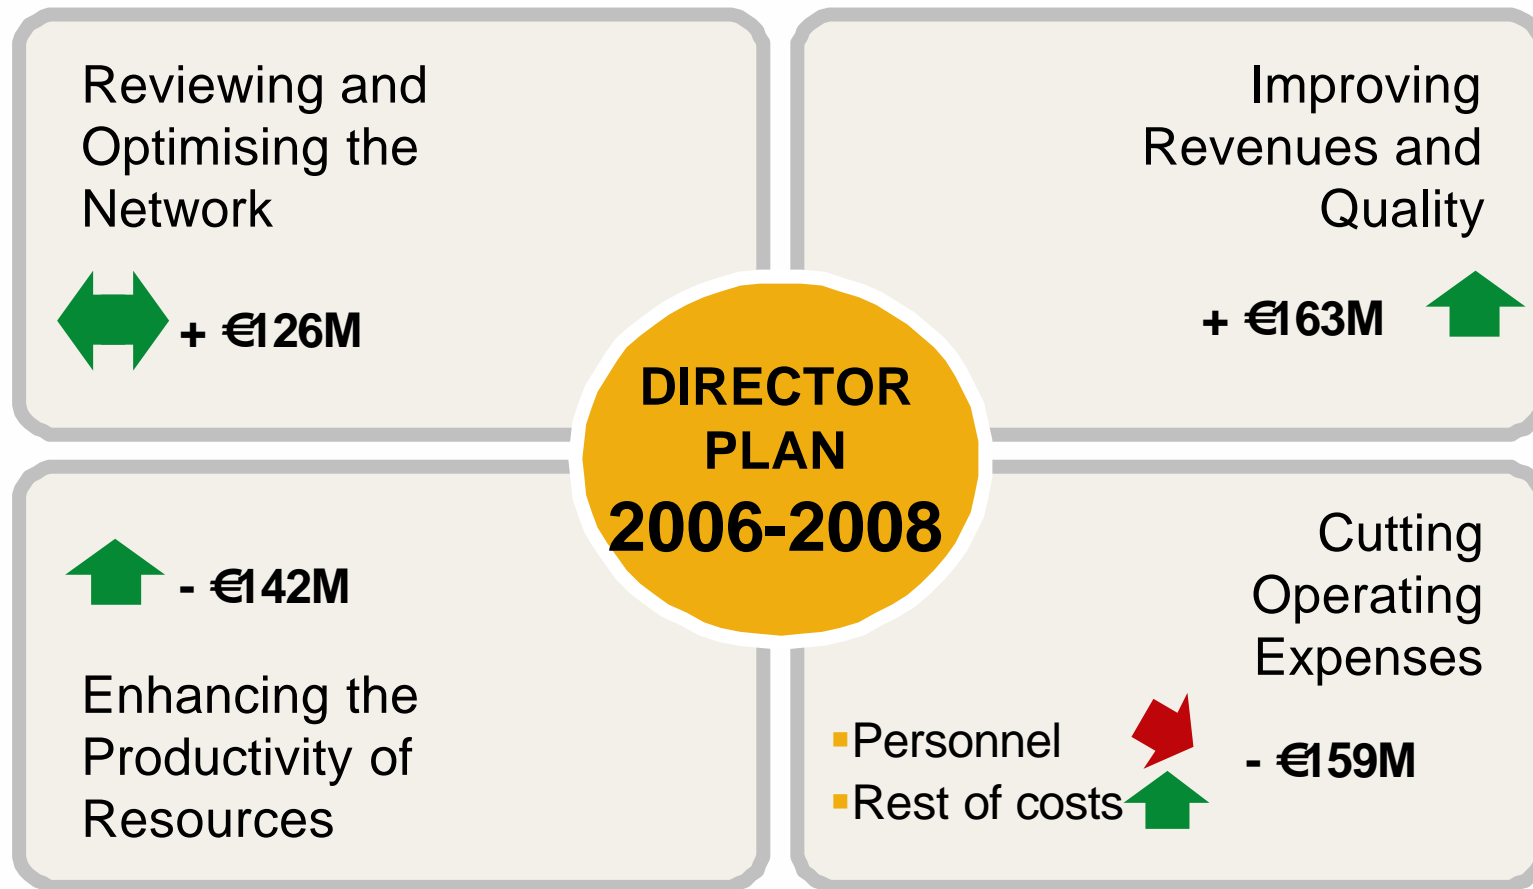 Reviewing and
Optimising the
Network
+ €126M
Improving
Revenues and
Quality
+ €163M
DIRECTOR
PLAN
2006-2008
- €142M
Enhancing the
Productivity of
Resources
Cutting
Operating
Expenses
Personnel
Rest of costs
- €159M